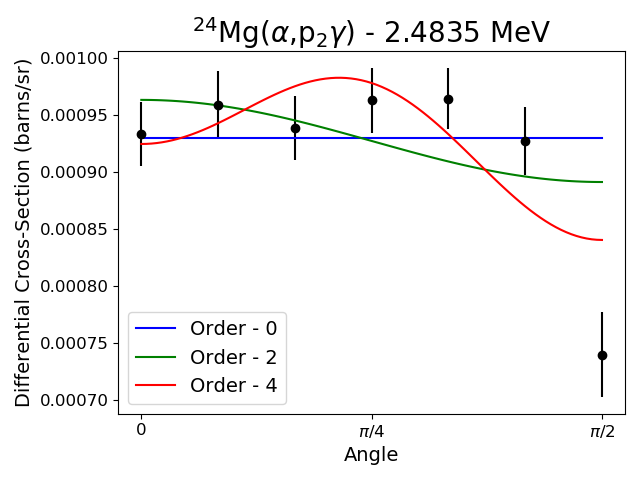 ²⁴Mg(α,p₂γ) - 2.4835 MeV
Differential Cross-Section (barns/sr)
0.00100
0.00095
0.00090
0.00085
0.00080
0.00075
0.00070
Order - 0
Order - 2
Order - 4
0 π/4 π/2
Angle